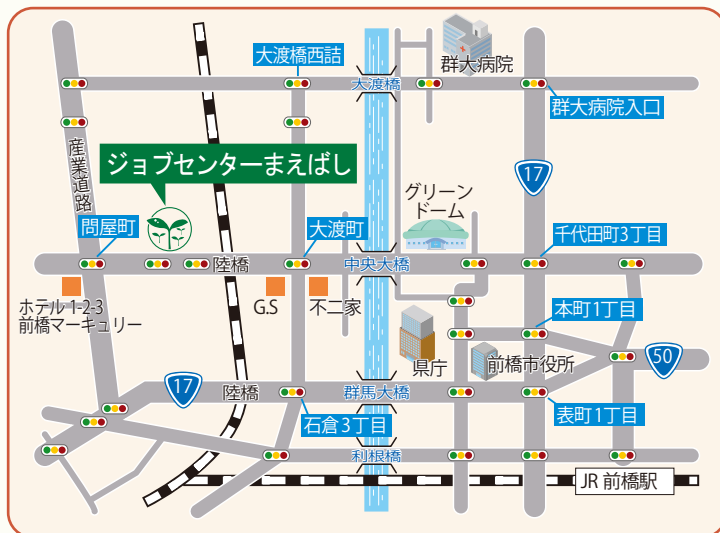 大渡橋西詰
群大病院
大渡橋
群大病院入口
産業道路
ジョブセンターまえばし
17
グリーン
ドーム
問屋町
大渡町
千代田町3丁目
陸橋
中央大橋
ホテル 1-2-3
前橋マーキュリー
G.S
不二家
本町1丁目
県庁
前橋市役所
50
17
陸橋
群馬大橋
石倉3丁目
表町1丁目
利根橋
JR 前橋駅